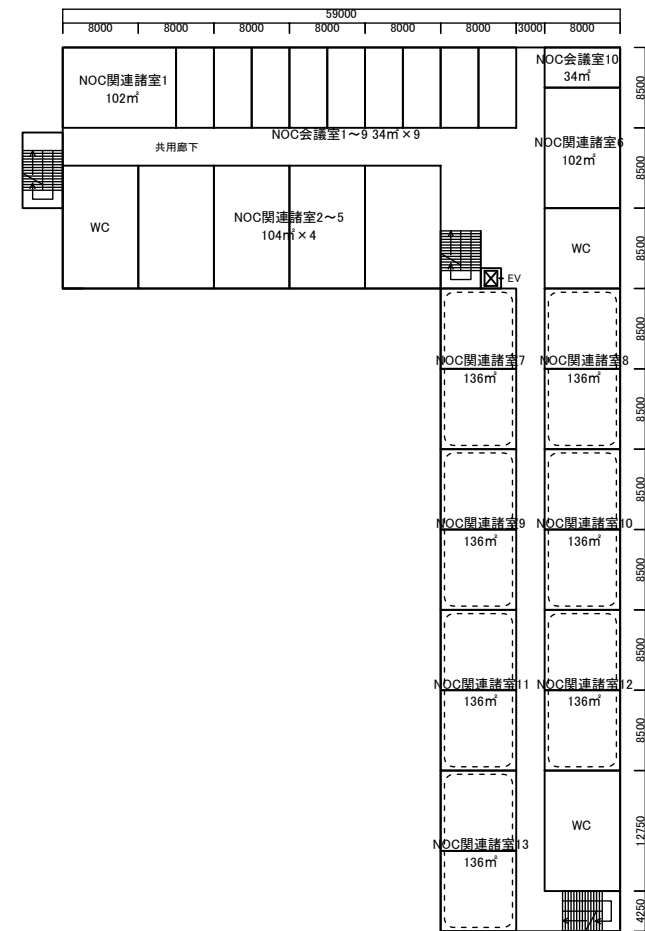 59000
8000 8000 8000 8000 8000 8000 3000 8000
NOC関連諸室1
102㎡
NOC会議室10
34㎡
8500
NOC会議室1～9 34㎡×9
共用廊下
NOC関連諸室6
102㎡
8500
WC
NOC関連諸室2～5
104㎡×4
WC
8500
EV
NOC関連諸室7
136㎡
NOC関連諸室8
136㎡
8500
8500
NOC関連諸室9
136㎡
NOC関連諸室10
136㎡
8500
8500
NOC関連諸室11
136㎡
NOC関連諸室12
136㎡
8500
8500
NOC関連諸室13
136㎡
WC
12750
4250